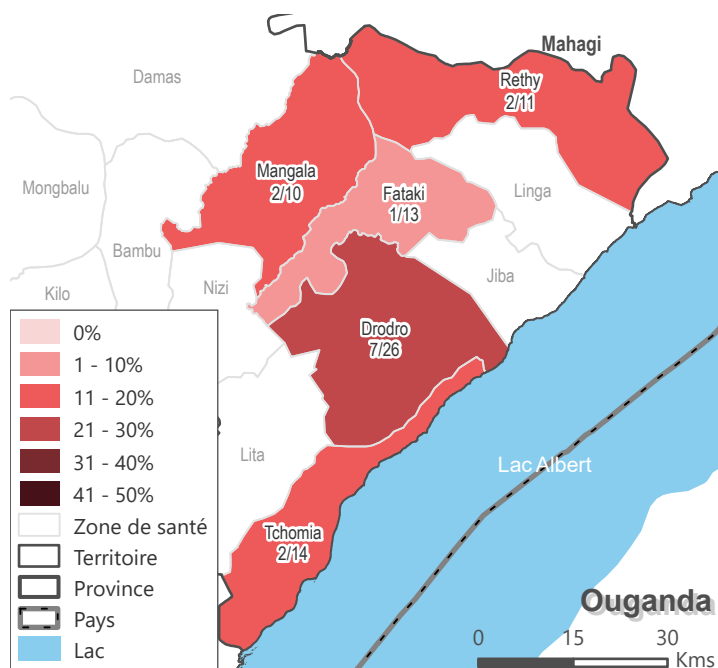 Mahagi
Damas
Rethy
2/11
Mangala
2/10
Mongbalu
Fataki
1/13
Linga
Bambu
Jiba
Nizi
Kilo
Drodro
7/26
0%
1 - 10%
11 - 20%
21 - 30%
31 - 40%
41 - 50%
Zone de santé
Territoire
Province
Pays
Lac
Lita
Lac Albert
Tchomia
2/14
Ouganda
0 15 30
Kms